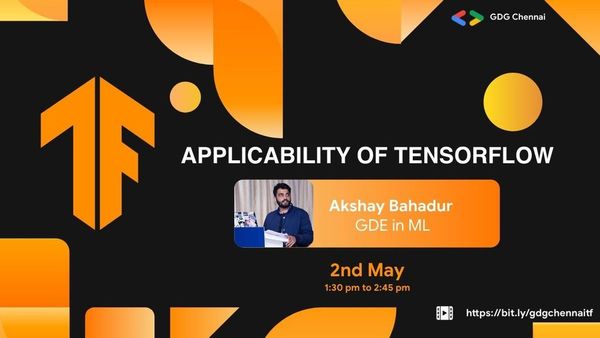 GDG Chennai
APPLICABILITY OF TENSORFLOW
Akshay Bahadur
GDE in ML
2nd May
1:30 pm to 2:45 pm
https://bit.ly/gdgchennaitf